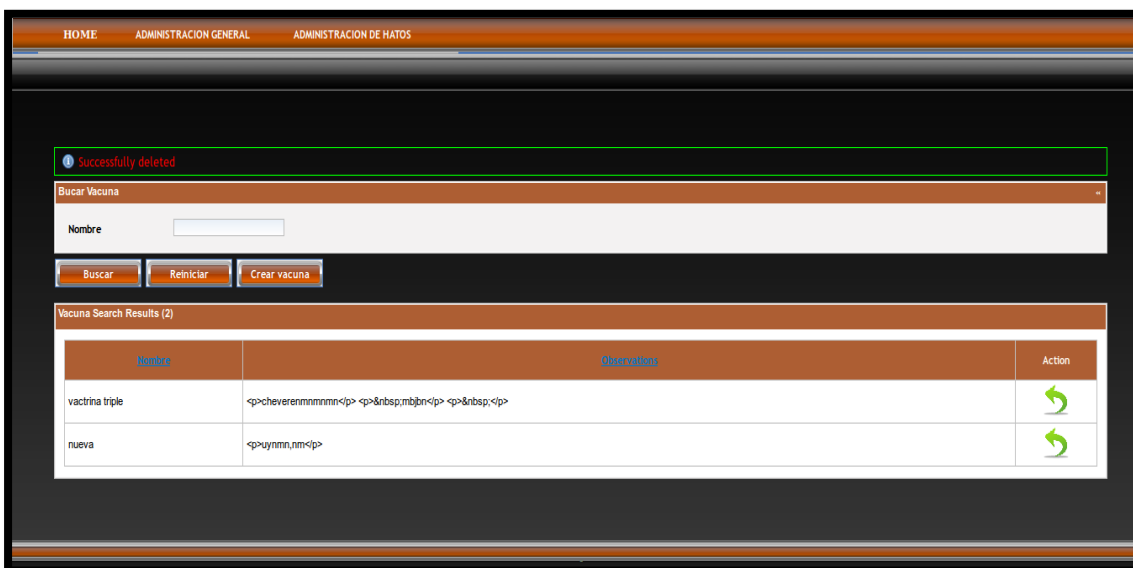 HOME ADMINISTRACION GENERAL ADMINISTRACION DE HATOS
Successfully deleted
Bucar Vacuna «
Nombre
Buscar Reiniciar Crear vacuna
Vacuna Search Results (2)
Nombre Observations Action
vactrina triple <p>cheverenmnmnmn</p> <p>&nbsp;mbjbn</p> <p>&nbsp;</p>
nueva <p>uynmn,nm</p>